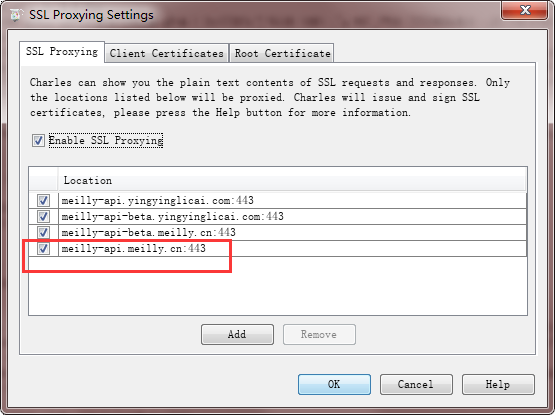 SSL Proxying Settings
SSL Proxying Client Certificates Root Certificate
Charles can show you the plain text contents of SSL requests and responses. Only
the locations listed below will be proxied. Charles will issue and sign SSL
certificates, please press the Help button for more information.
Enable SSL Proxying
Location
meilly-api.yingyinglicai.com:443
meilly-api-beta.yingyinglicai.com:443
meilly-api-beta.meilly.cn:443
meilly-api.meilly.cn:443
Add Remove
OK Cancel Help